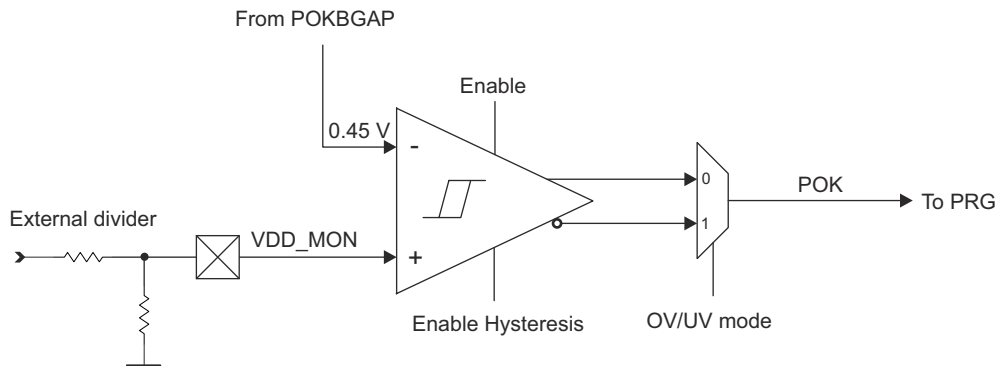 From POKBGAP
Enable
0.45 V
-
0
POK
To PRG
External divider
1
VDD_MON
+
Enable Hysteresis
OV/UV mode